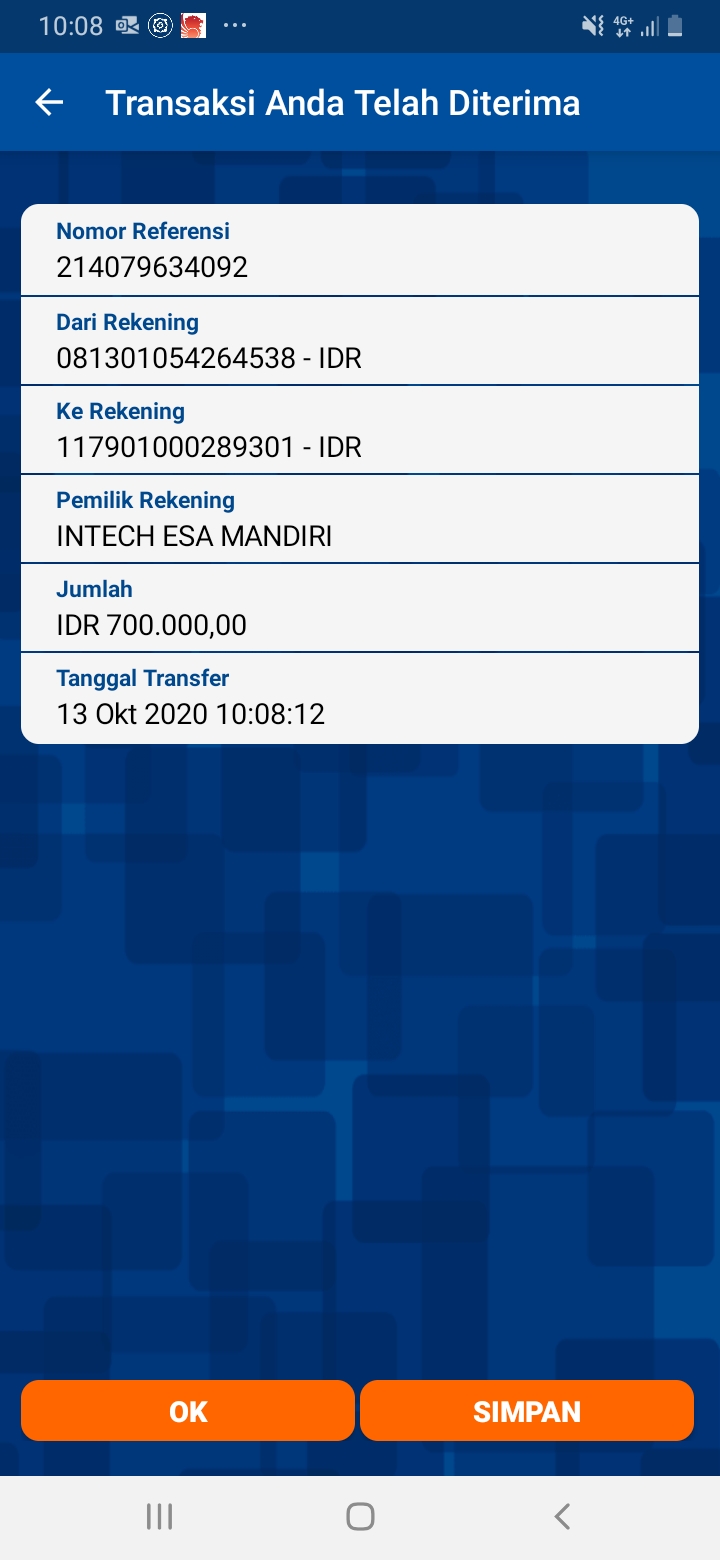 10:08
4G+
Transaksi Anda Telah Diterima
Nomor Referensi
214079634092
Dari Rekening
081301054264538 - IDR
Ke Rekening
117901000289301 - IDR
Pemilik Rekening
INTECH ESA MANDIRI
Jumlah
IDR 700.000,00
Tanggal Transfer
13 Okt 2020 10:08:12
OK
SIMPAN